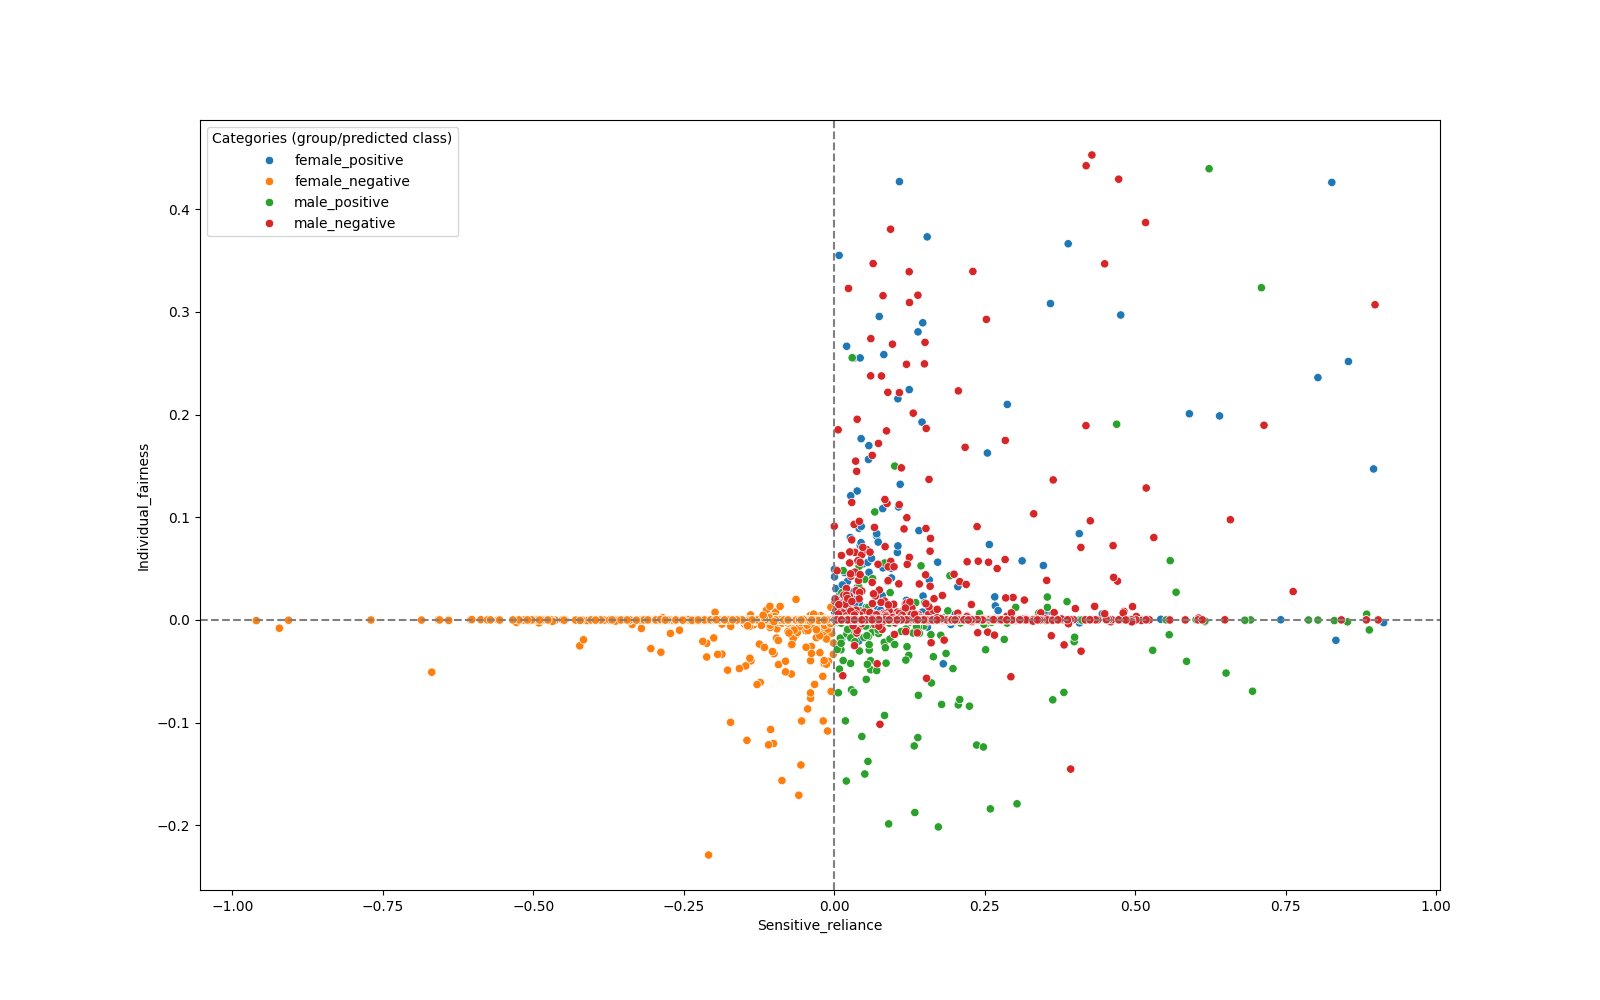 Categories (group/predicted class)
female_positive
female_negative
male_positive
male_negative
0.4
0.3
0.2
0.1
0.0
−0.1
−0.2
Individual_fairness
−1.00 −0.75 −0.50 −0.25 0.00 0.25 0.50 0.75 1.00
Sensitive_reliance